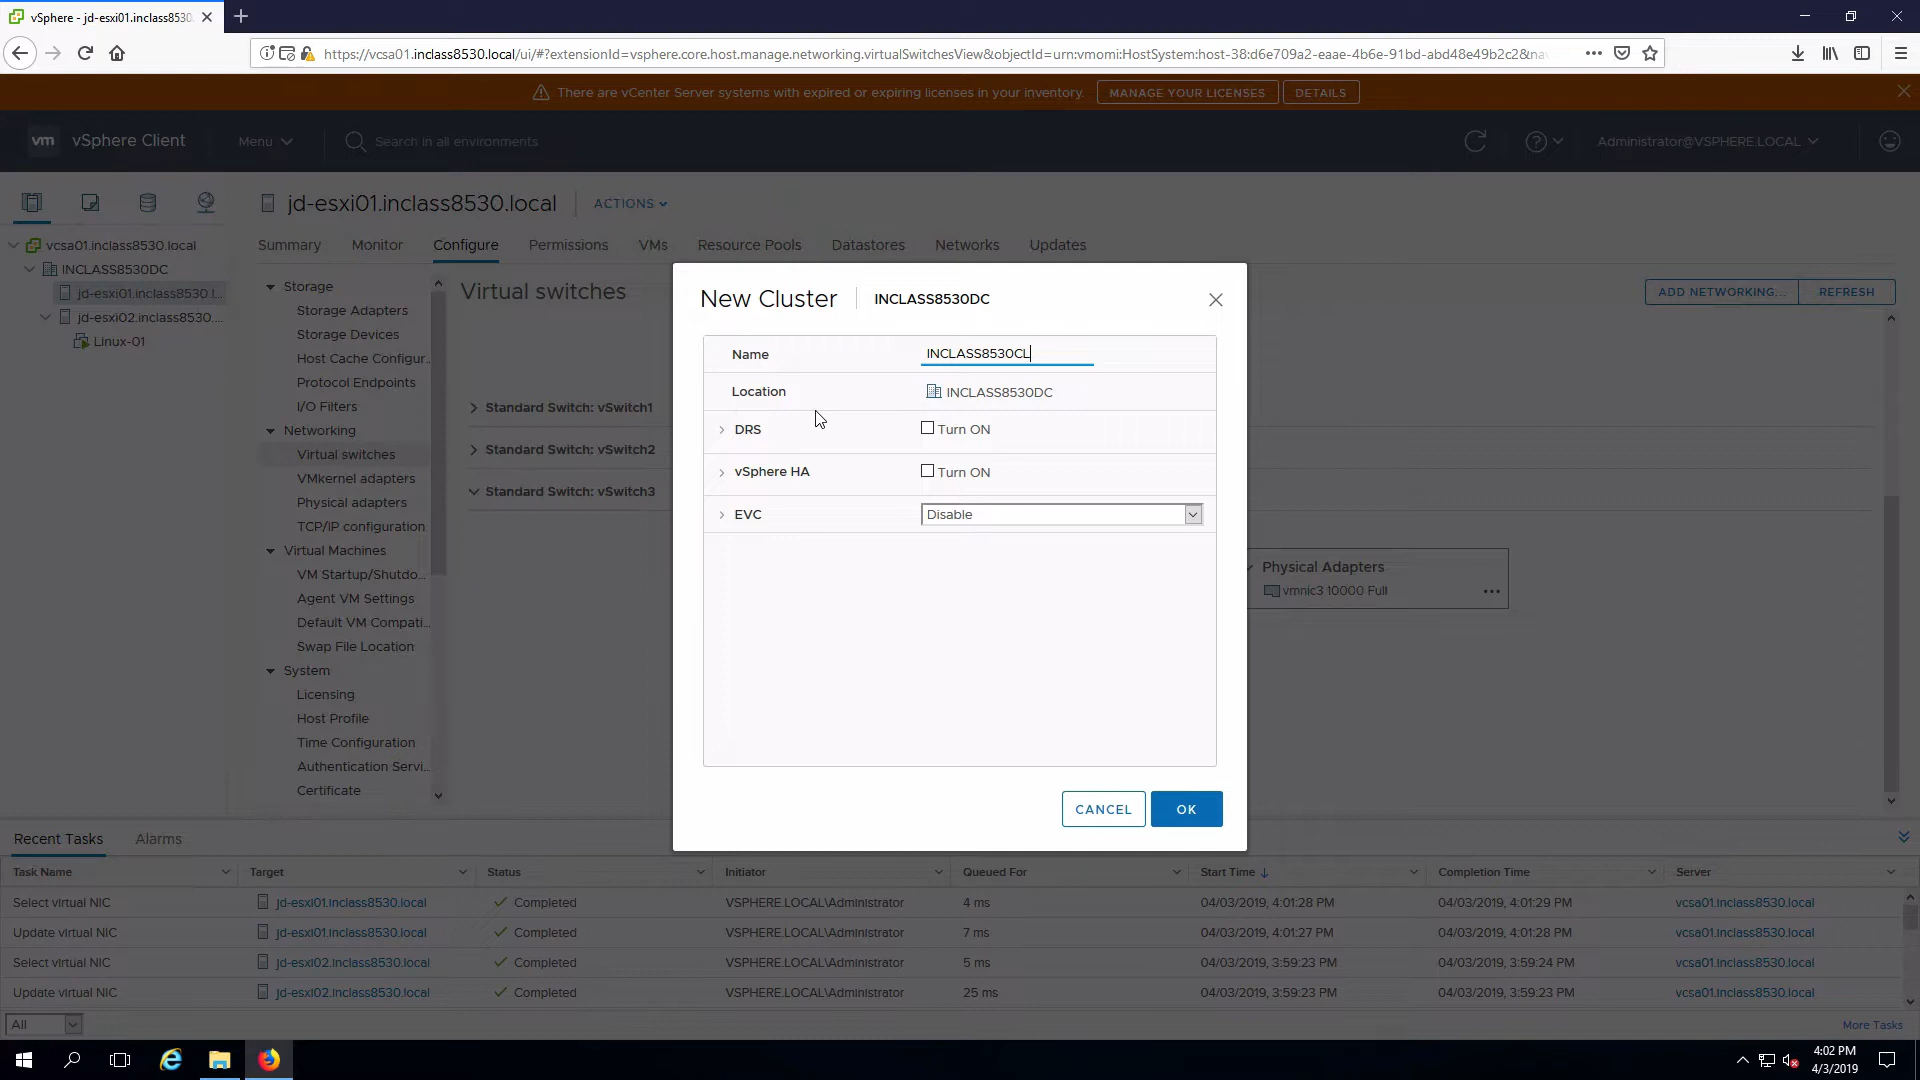 vSphere - jd-esxi01.inclass8530.
https://vcsa01.inclass8530.local/ui/#?extensionId=vsphere.core.host.manage.networking.virtualSwitchesView&objectId=urn:vmomi:HostSystem:host-38:d6e709a2-eaae-4b6e-91bd-abd48e49b2c2&na
There are vCenter Server systems with expired or expiring licenses in your inventory.
MANAGE YOUR LICENSES
DETAILS
vm
vSphere Client
Menu
Search in all environments
Administrator@VSPHERE.LOCAL
jd-esxi01.inclass8530.local
ACTIONS
Summary
Monitor
Configure
Permissions
VMs
Resource Pools
Datastores
Networks
Updates
vcsa01.inclass8530.local
INCLASS8530DC
jd-esxi01.inclass8530.l...
jd-esxi02.inclass8530....
Linux-01
Storage
Storage Adapters
Storage Devices
Host Cache Configur..
Protocol Endpoints
I/O Filters
Networking
Virtual switches
VMkernel adapters
Physical adapters
TCP/IP configuration
Virtual Machines
VM Startup/Shutdo...
Agent VM Settings
Default VM Compati..
Swap File Location
System
Licensing
Host Profile
Time Configuration
Authentication Servi..
Certificate
Virtual switches
ADD NETWORKING...
REFRESH
Standard Switch: vSwitch1
Standard Switch: vSwitch2
Standard Switch: vSwitch3
Physical Adapters
vmnic3 10000 Full
...
New Cluster
INCLASS8530DC
Name
INCLASS8530CL
Location
INCLASS8530DC
DRS
Turn ON
vSphere HA
Turn ON
EVC
Disable
CANCEL
OK
Recent Tasks
Alarms
Task Name Target Status Initiator Queued For Start Time Completion Time Server
Select virtual NIC jd-esxi01.inclass8530.local Completed VSPHERE.LOCAL\Administrator 4 ms 04/03/2019, 4:01:28 PM 04/03/2019, 4:01:29 PM vcsa01.inclass8530.local
Update virtual NIC jd-esxi01.inclass8530.local Completed VSPHERE.LOCAL\Administrator 7 ms 04/03/2019, 4:01:27 PM 04/03/2019, 4:01:28 PM vcsa01.inclass8530.local
Select virtual NIC jd-esxi02.inclass8530.local Completed VSPHERE.LOCAL\Administrator 5 ms 04/03/2019, 3:59:23 PM 04/03/2019, 3:59:24 PM vcsa01.inclass8530.local
Update virtual NIC jd-esxi02.inclass8530.local Completed VSPHERE.LOCAL\Administrator 25 ms 04/03/2019, 3:59:23 PM 04/03/2019, 3:59:23 PM vcsa01.inclass8530.local
All
More Tasks
4:02 PM
4/3/2019